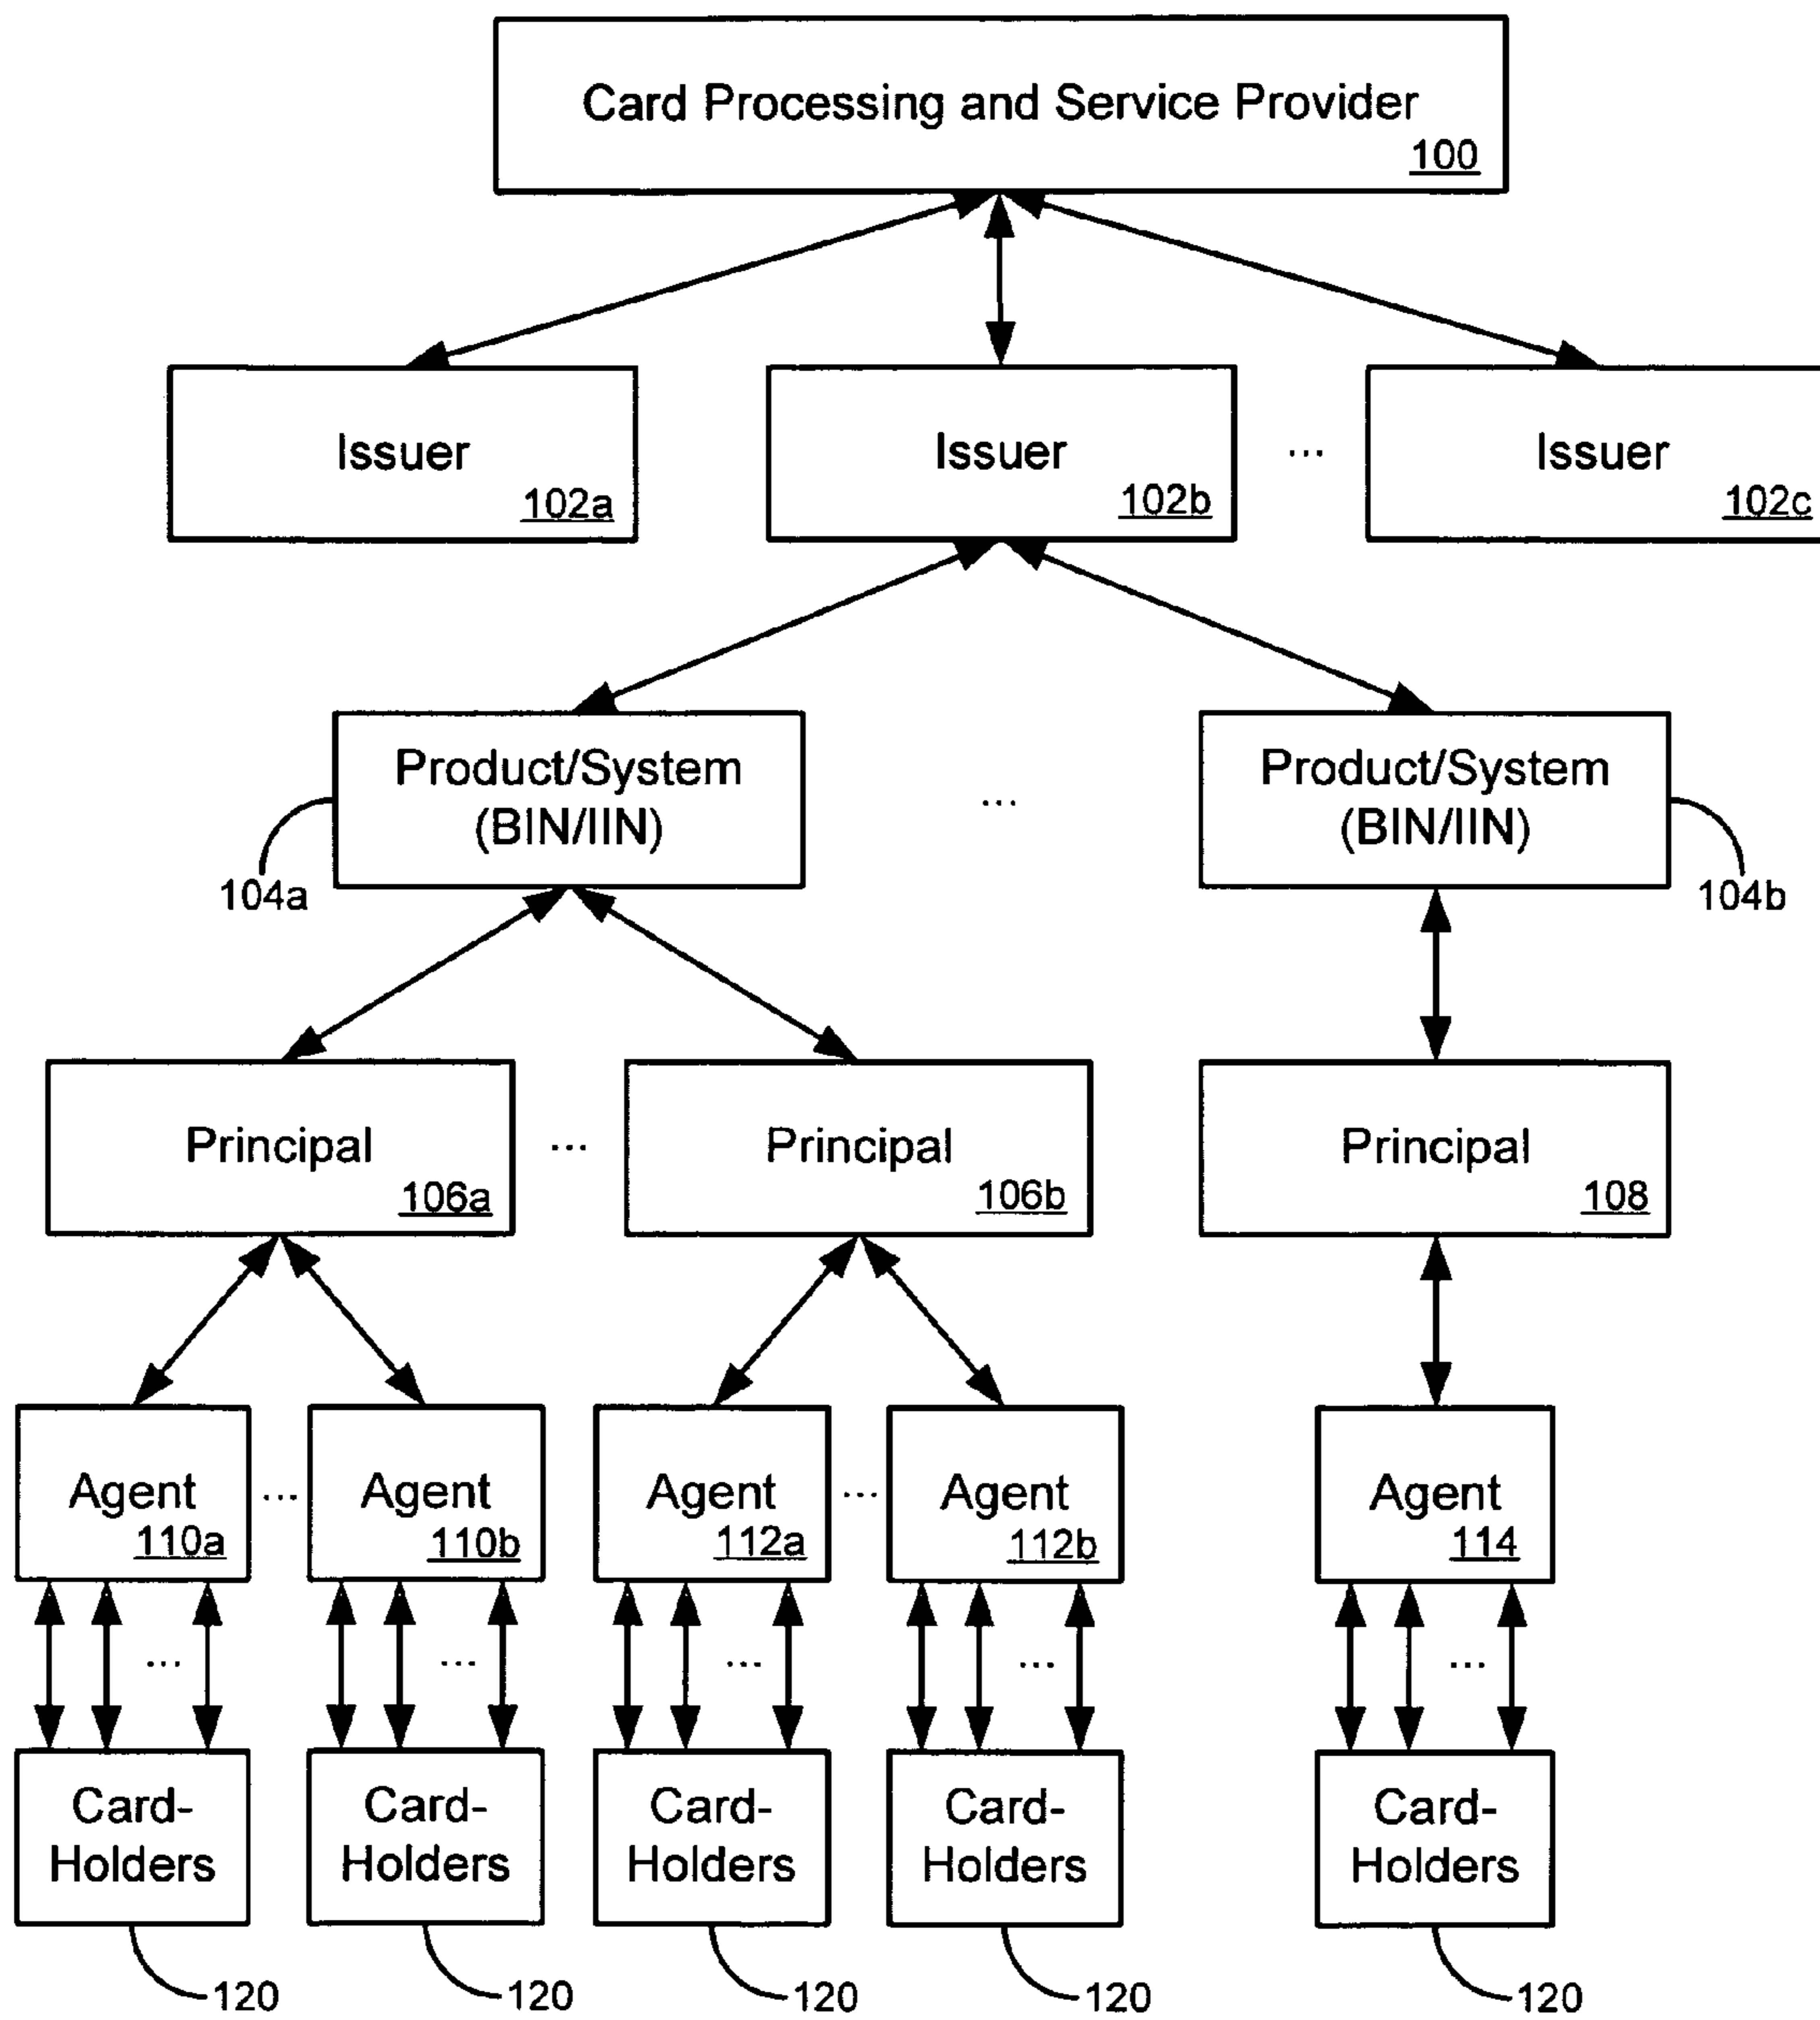 Card Processing and Service Provider
100
Issuer
102a
Issuer
102b
...
Issuer
102c
Product/System
(BIN/IIN)
104a
...
Product/System
(BIN/IIN)
104b
Principal
106a
...
Principal
106b
Principal
108
Agent
110a
...
Agent
110b
Agent
112a
...
Agent
112b
Agent
114
...
...
...
...
...
Card-
Holders
Card-
Holders
Card-
Holders
Card-
Holders
Card-
Holders
120
120
120
120
120